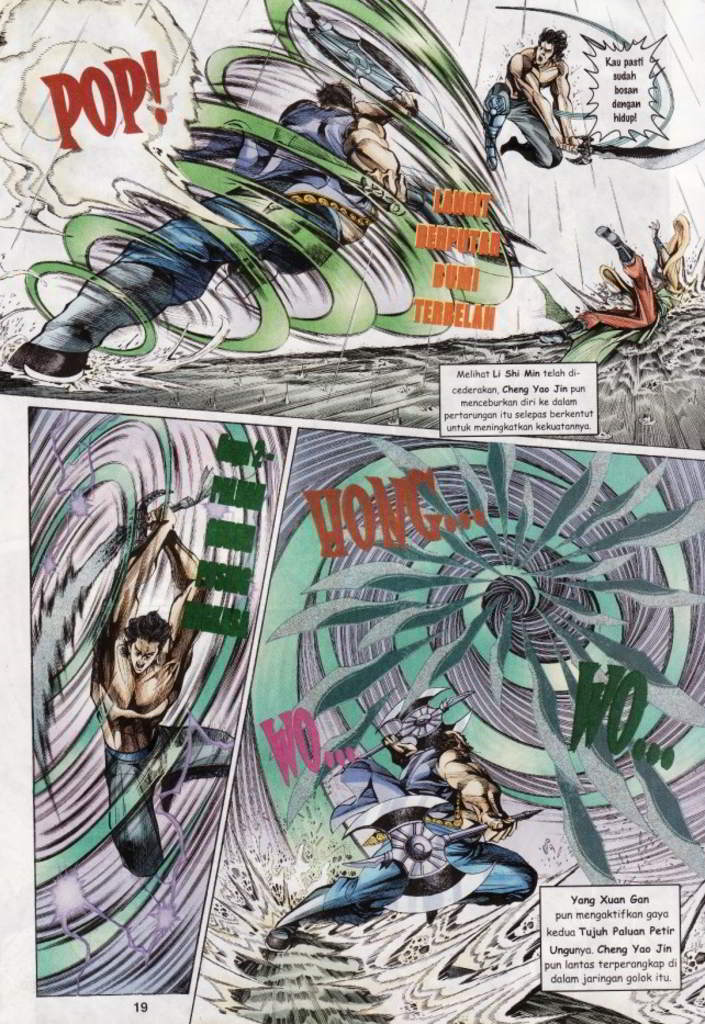 POP!
Kau pasti
sudah
bosan
dengan
hidup!
LANGIT
BERPUTAR
BUMI
TERBELAH
Melihat Li Shi Min telah di-
cederakan, Cheng Yao Jin pun
menceburkan diri ke dalam
pertarungan itu selepas berkentut
untuk meningkatkan kekuatannya.
HONG....
WO...
WO...
Yang Xuan Gan
pun mengaktifkan gaya
kedua Tujuh Paluan Petir
Ungunya. Cheng Yao Jin
pun lantas terperangkap di
dalam jaringan golok itu.
19